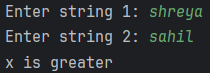 Enter string 1: shreya
Enter string 2: sahil
x is greater